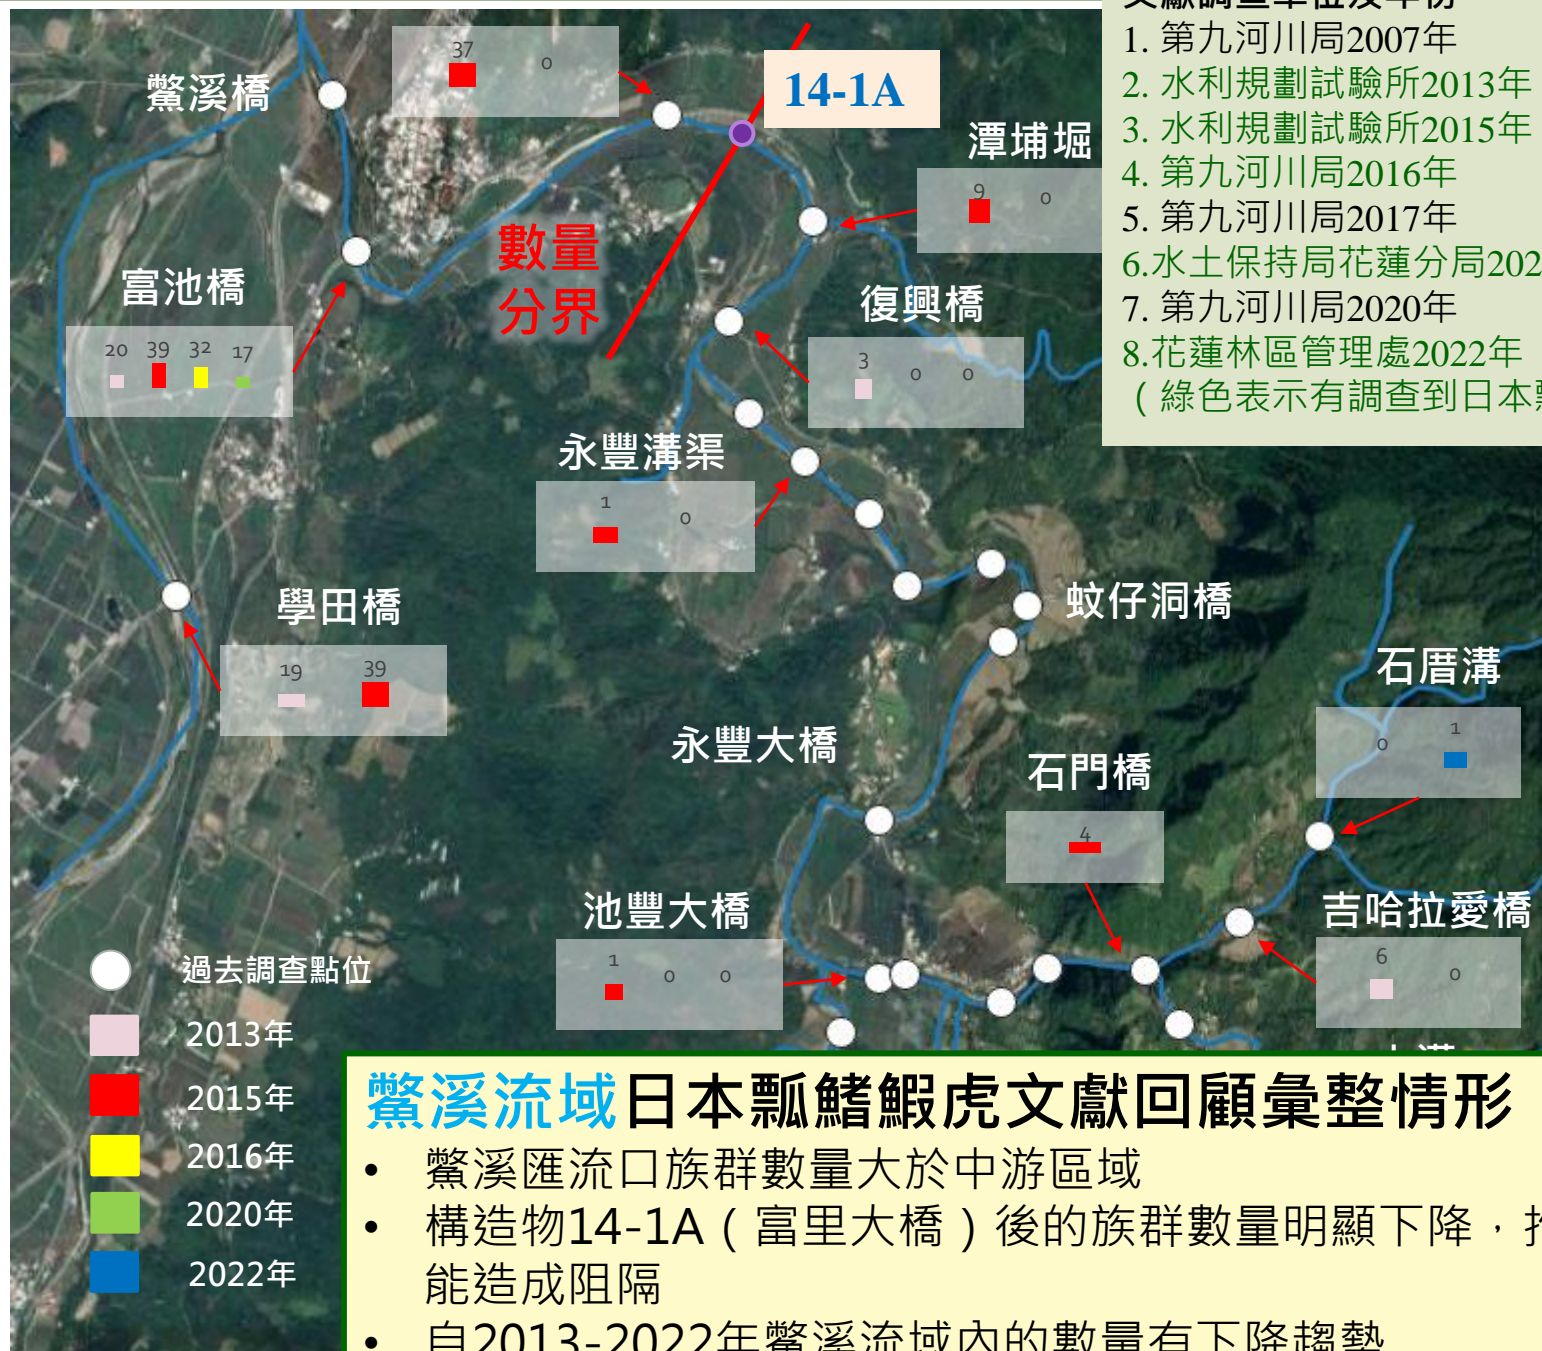 1. 第九河川局2007年
2. 水利規劃試驗所2013年
3. 水利規劃試驗所2015年
4. 第九河川局2016年
5. 第九河川局2017年
6.水土保持局花蓮分局202
7. 第九河川局2020年
8.花蓮林區管理處2022年
（綠色表示有調查到日本
37 0
鱉溪橋
14-1A
潭埔堀
9 0
數量
分界
富池橋
20 39 32 17
復興橋
3 0 0
永豐溝渠
1 0
學田橋
19 39
蚊仔洞橋
石厝溝
0 1
永豐大橋
石門橋
4
池豐大橋
1 0 0
吉哈拉愛橋
6 0
過去調查點位
2013年
2015年
2016年
2020年
2022年
鱉溪流域日本瓢鰭鰕虎文獻回顧彙整情形
• 鱉溪匯流口族群數量大於中游區域
• 構造物14-1A（富里大橋）後的族群數量明顯下降，
能造成阻隔
• 自2013-2022年鱉溪流域內的數量有下降趨勢